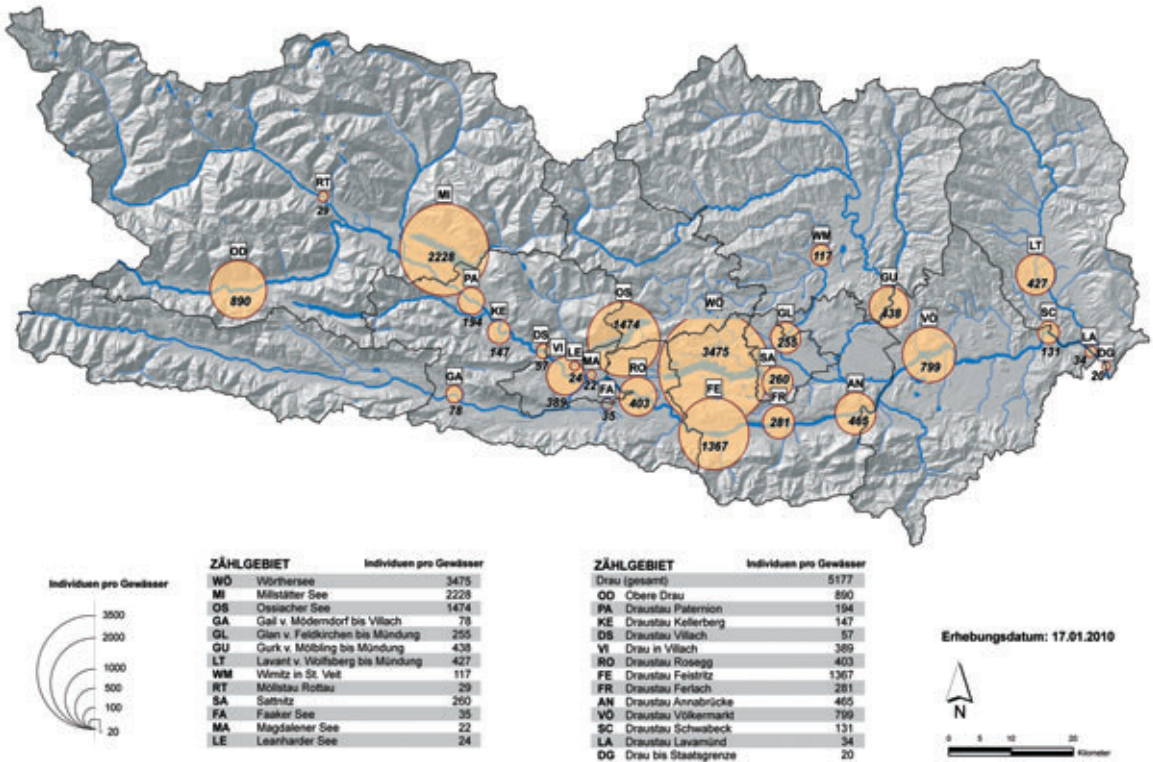 RT
29
MI
2228
OD
890
PA
194
KE
147
DS
57
VI
389
LE
24
MA
22
OS
1474
WÖ
3475
RO
403
FA
35
GA
78
FE
1367
WM
117
GL
255
SA
260
FR
281
GU
438
AN
465
VÖ
799
LT
427
SC
131
LA
34
DG
20
Individuen pro Gewässer
3500
2000
1000
500
100
20
ZÄHLGEBIET Individuen pro Gewässer
WÖ Wörthersee 3475
MI Millstätter See 2228
OS Ossiacher See 1474
GA Gail v. Möderndorf bis Villach 78
GL Glan v. Feldkirchen bis Mündung 255
GU Gurk v. Mölbling bis Mündung 438
LT Lavant v. Wolfsberg bis Mündung 427
WM Wimitz in St. Veit 117
RT Möllstau Rottau 29
SA Sattnitz 260
FA Faaker See 35
MA Magdalener See 22
LE Leanharder See 24
ZÄHLGEBIET Individuen pro Gewässer
Drau (gesamt) 5177
OD Obere Drau 890
PA Draustau Paternion 194
KE Draustau Kellerberg 147
DS Draustau Villach 57
VI Drau in Villach 389
RO Draustau Rosegg 403
FE Draustau Feistritz 1367
FR Draustau Ferlach 281
AN Draustau Annabrücke 465
VÖ Draustau Völkermarkt 799
SC Draustau Schwabeck 131
LA Draustau Lavamünd 34
DG Drau bis Staatsgrenze 20
Erhebungsdatum: 17.01.2010
N
0 5 10 20
Kilometer